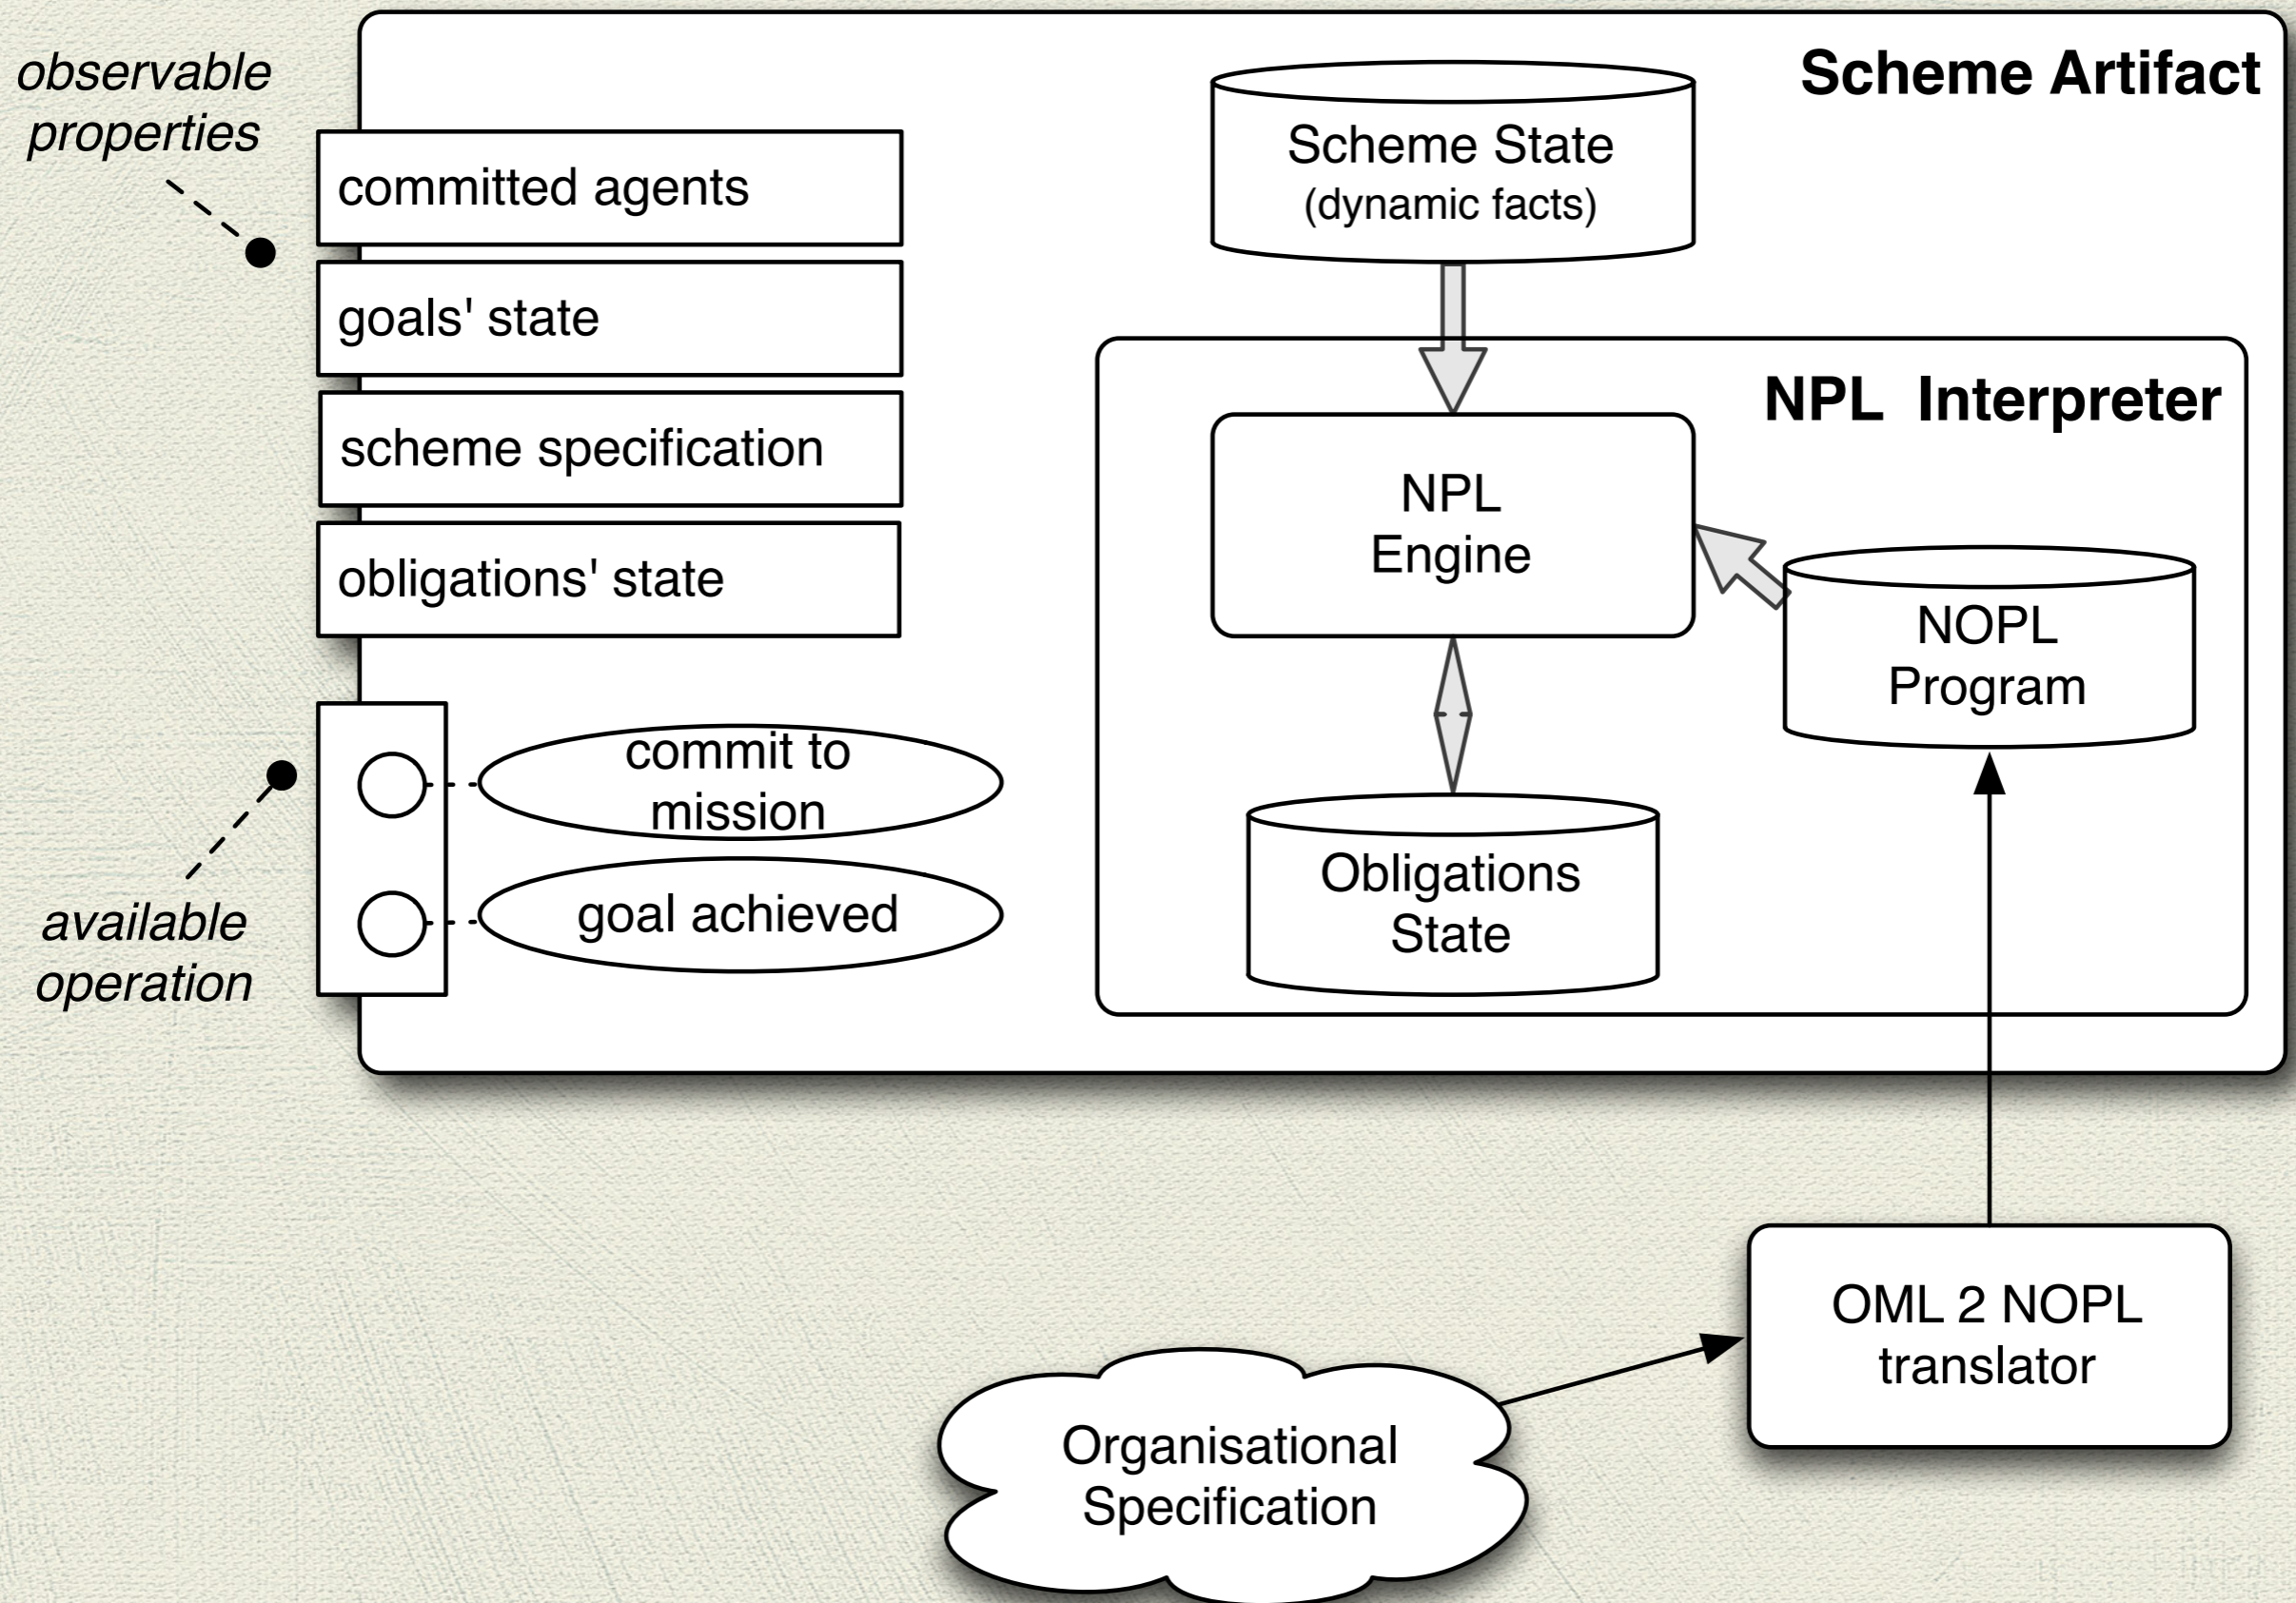 observable
properties
Scheme Artifact
committed agents
goals' state
scheme specification
obligations' state
Scheme State
(dynamic facts)
NPL  Interpreter
NPL
Engine
NOPL
Program
Obligations
State
commit to
mission
goal achieved
available
operation
OML 2 NOPL
translator
Organisational
Specification